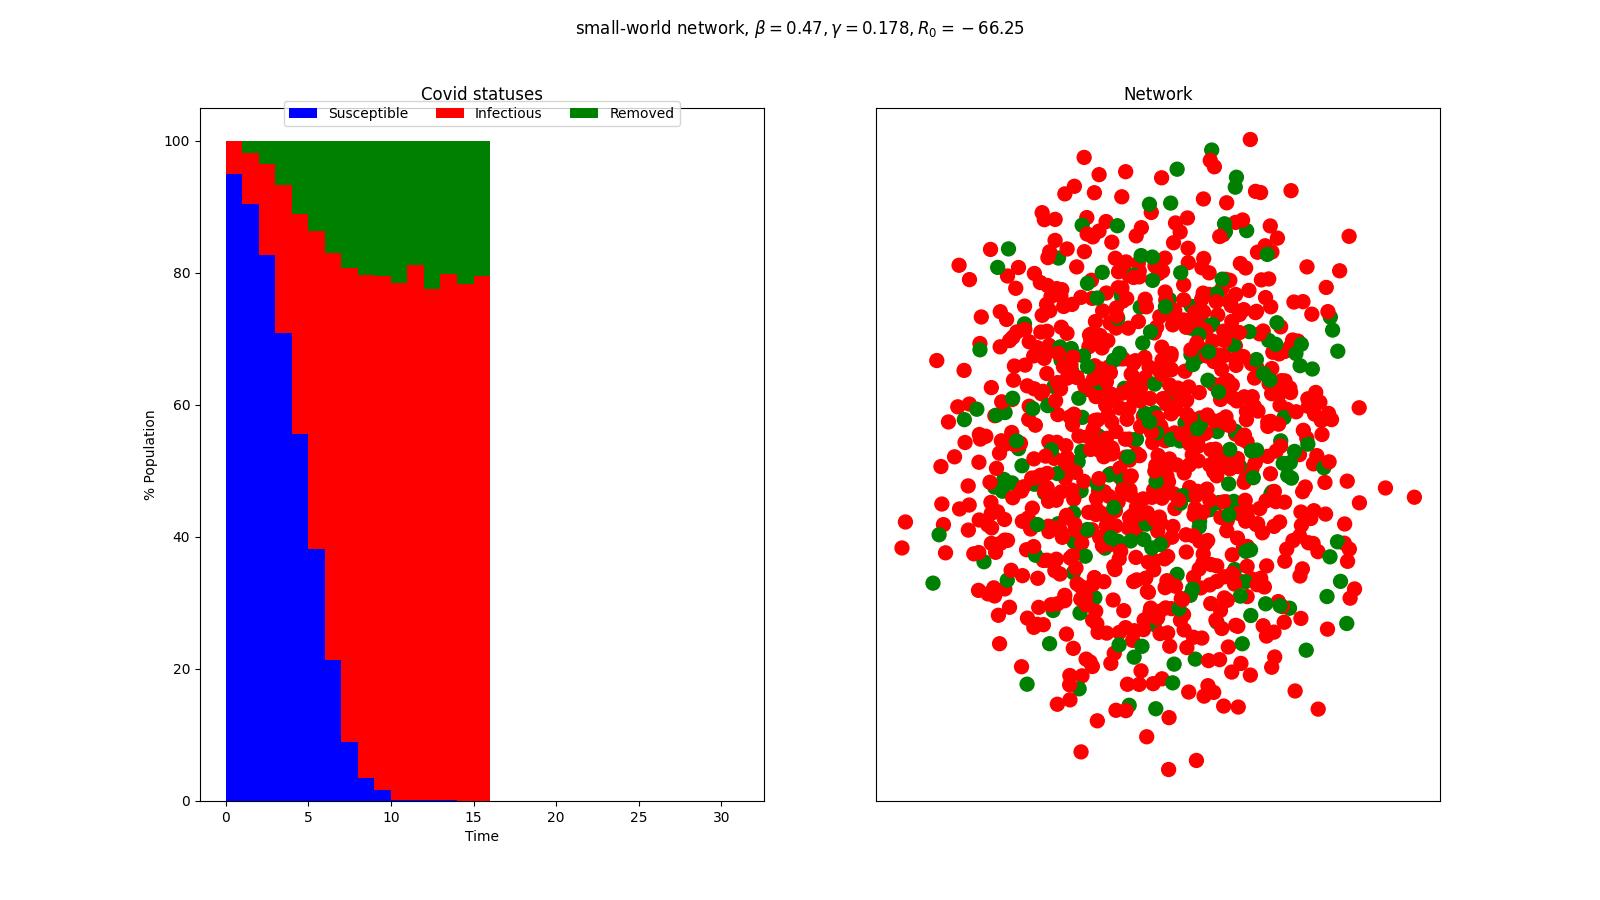 small-world network, β = 0.47, γ = 0.178, R₀ = − 66.25
Covid statuses
Susceptible Infectious Removed
100
80
60
40
20
0
% Population
0 5 10 15 20 25 30
Time
Network